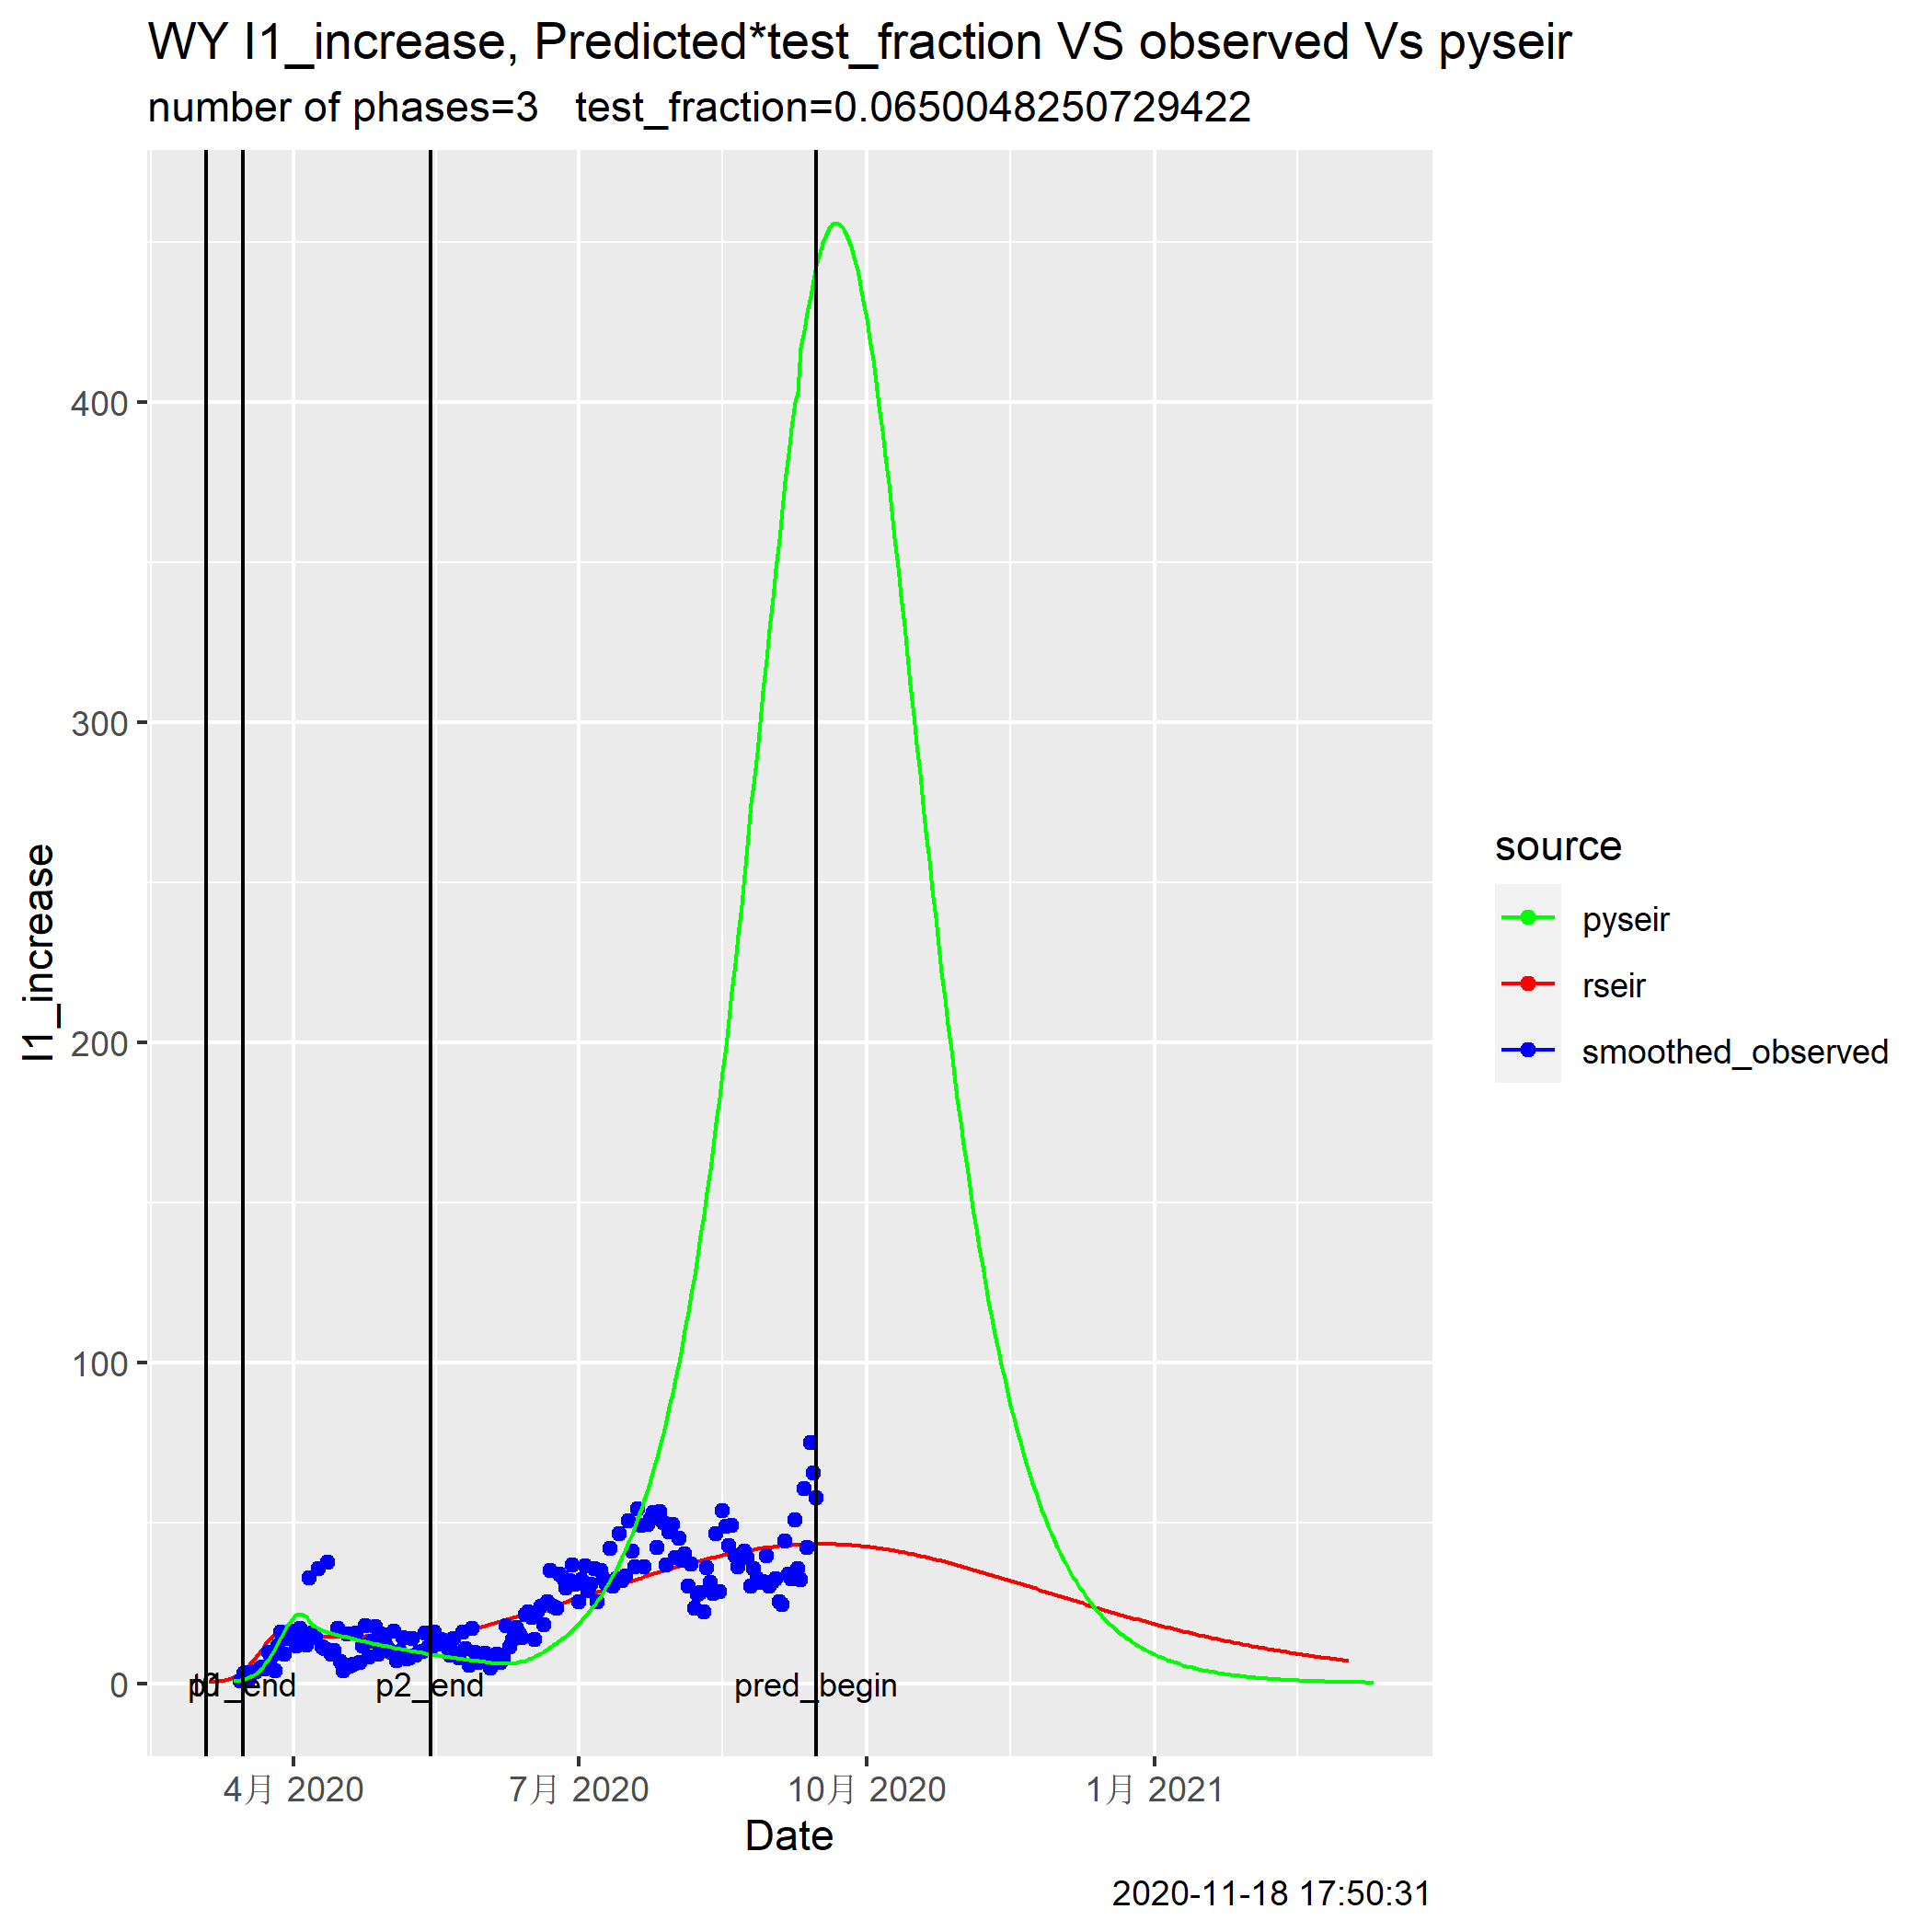 WY I1_increase, Predicted*test_fraction VS observed Vs pyseir
number of phases=3   test_fraction=0.0650048250729422
I1_increase
400
300
200
100
0
p1_end
p2_end
pred_begin
4月 2020
7月 2020
10月 2020
1月 2021
Date
source
pyseir
rseir
smoothed_observed
2020-11-18 17:50:31